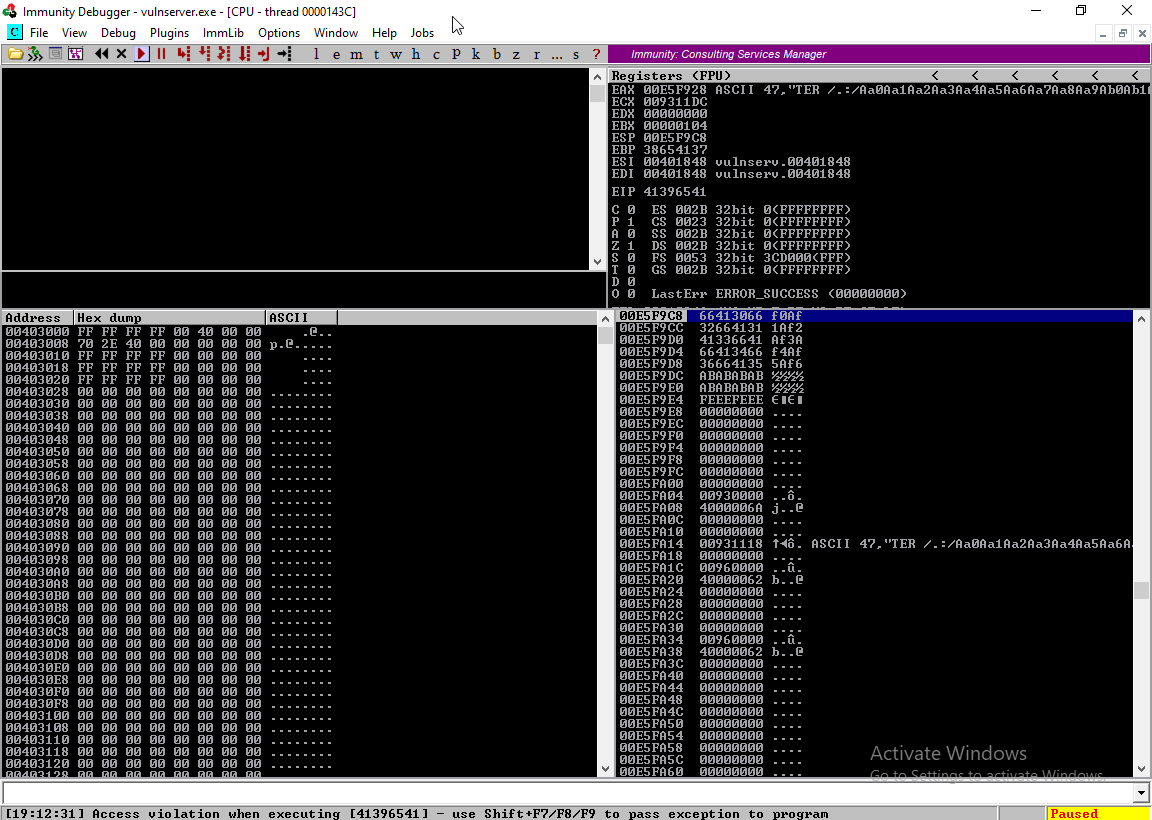 Immunity Debugger - vulnserver.exe - [CPU - thread 0000143C]
C File View Debug Plugins ImmLib Options Window Help Jobs
l e m t w h c P k b z r ... s ? Immunity: Consulting Services Manager
Registers (FPU) < < < < < <
EAX 00E5F928 ASCII 47,"TER /.:/Aa0Aa1Aa2Aa3Aa4Aa5Aa6Aa7Aa8Aa9Ab0Ab1A
ECX 009311DC
EDX 00000000
EBX 00000104
ESP 00E5F9C8
EBP 38654137
ESI 00401848 vulnserv.00401848
EDI 00401848 vulnserv.00401848
EIP 41396541
C 0 ES 002B 32bit 0(FFFFFFFF)
P 1 CS 0023 32bit 0(FFFFFFFF)
A 0 SS 002B 32bit 0(FFFFFFFF)
Z 1 DS 002B 32bit 0(FFFFFFFF)
S 0 FS 0053 32bit 3CD000(FFF)
T 0 GS 002B 32bit 0(FFFFFFFF)
D 0
O 0 LastErr ERROR_SUCCESS (00000000)
Address Hex dump ASCII
00403000 FF FF FF FF 00 40 00 00 .@..
00403008 70 2E 40 00 00 00 00 00 p.@.....
00403010 FF FF FF FF 00 00 00 00 ....
00403018 FF FF FF FF 00 00 00 00 ....
00403020 FF FF FF FF 00 00 00 00 ....
00403028 00 00 00 00 00 00 00 00 ........
00403030 00 00 00 00 00 00 00 00 ........
00403038 00 00 00 00 00 00 00 00 ........
00403040 00 00 00 00 00 00 00 00 ........
00403048 00 00 00 00 00 00 00 00 ........
00403050 00 00 00 00 00 00 00 00 ........
00403058 00 00 00 00 00 00 00 00 ........
00403060 00 00 00 00 00 00 00 00 ........
00403068 00 00 00 00 00 00 00 00 ........
00403070 00 00 00 00 00 00 00 00 ........
00403078 00 00 00 00 00 00 00 00 ........
00403080 00 00 00 00 00 00 00 00 ........
00403088 00 00 00 00 00 00 00 00 ........
00403090 00 00 00 00 00 00 00 00 ........
00403098 00 00 00 00 00 00 00 00 ........
004030A0 00 00 00 00 00 00 00 00 ........
004030A8 00 00 00 00 00 00 00 00 ........
004030B0 00 00 00 00 00 00 00 00 ........
004030B8 00 00 00 00 00 00 00 00 ........
004030C0 00 00 00 00 00 00 00 00 ........
004030C8 00 00 00 00 00 00 00 00 ........
004030D0 00 00 00 00 00 00 00 00 ........
004030D8 00 00 00 00 00 00 00 00 ........
004030E0 00 00 00 00 00 00 00 00 ........
004030E8 00 00 00 00 00 00 00 00 ........
004030F0 00 00 00 00 00 00 00 00 ........
004030F8 00 00 00 00 00 00 00 00 ........
00403100 00 00 00 00 00 00 00 00 ........
00403108 00 00 00 00 00 00 00 00 ........
00403110 00 00 00 00 00 00 00 00 ........
00403118 00 00 00 00 00 00 00 00 ........
00403120 00 00 00 00 00 00 00 00 ........
00403128 00 00 00 00 00 00 00 00 ........
00E5F9C8 66413066 f0Af
00E5F9CC 32664131 1Af2
00E5F9D0 41336641 Af3A
00E5F9D4 66413466 f4Af
00E5F9D8 36664135 5Af6
00E5F9DC ABABABAB ½½½½
00E5F9E0 ABABABAB ½½½½
00E5F9E4 FEEEFEEE
00E5F9E8 00000000 ....
00E5F9EC 00000000 ....
00E5F9F0 00000000 ....
00E5F9F4 00000000 ....
00E5F9F8 00000000 ....
00E5F9FC 00000000 ....
00E5FA00 00000000 ....
00E5FA04 00930000 ..ô.
00E5FA08 4000006A j..@
00E5FA0C 00000000 ....
00E5FA10 00000000 ....
00E5FA14 00931118 ↑◄ô. ASCII 47,"TER /.:/Aa0Aa1Aa2Aa3Aa4Aa5Aa6A
00E5FA18 00000000 ....
00E5FA1C 00960000 ..û.
00E5FA20 40000062 b..@
00E5FA24 00000000 ....
00E5FA28 00000000 ....
00E5FA2C 00000000 ....
00E5FA30 00000000 ....
00E5FA34 00960000 ..û.
00E5FA38 40000062 b..@
00E5FA3C 00000000 ....
00E5FA40 00000000 ....
00E5FA44 00000000 ....
00E5FA48 00000000 ....
00E5FA4C 00000000 ....
00E5FA50 00000000 ....
00E5FA54 00000000 ....
00E5FA58 00000000 ....
00E5FA5C 00000000 ....
00E5FA60 00000000 ....
Activate Windows
Go to Settings to activate Windows.
[19:12:31] Access violation when executing [41396541] - use Shift+F7/F8/F9 to pass exception to program
Paused